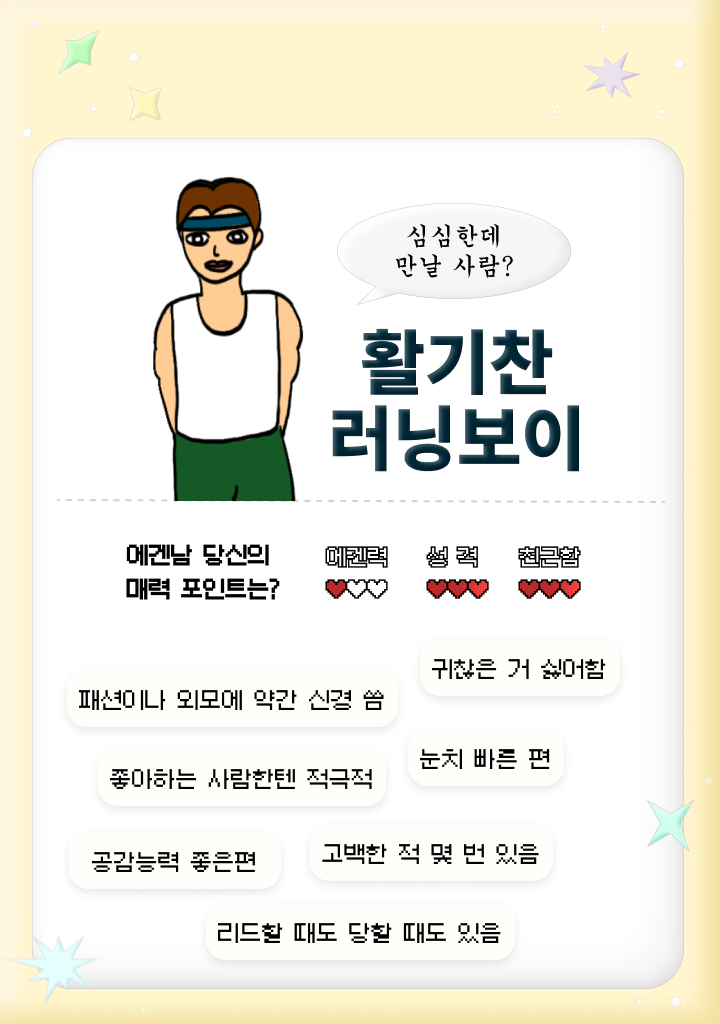 심심한데
만날 사람?
활기찬
러닝보이
에겐남 당신의
매력 포인트는?
에겐력
성 격
친근함
귀찮은 거 싫어함
패션이나 외모에 약간 신경 씀
눈치 빠른 편
좋아하는 사람한텐 적극적
고백한 적 몇 번 있음
공감능력 좋은편
리드할 때도 당할 때도 있음